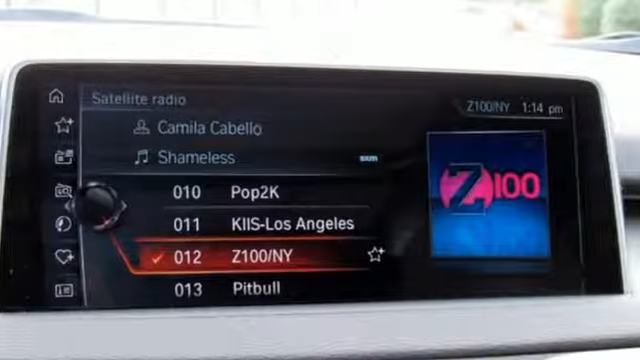 Satellite radio
Z100/NY 1:14 pm
Camila Cabello
Shameless
sxm
010 Pop2K
011 KIIS-Los Angeles
012 Z100/NY
013 Pitbull
Z100